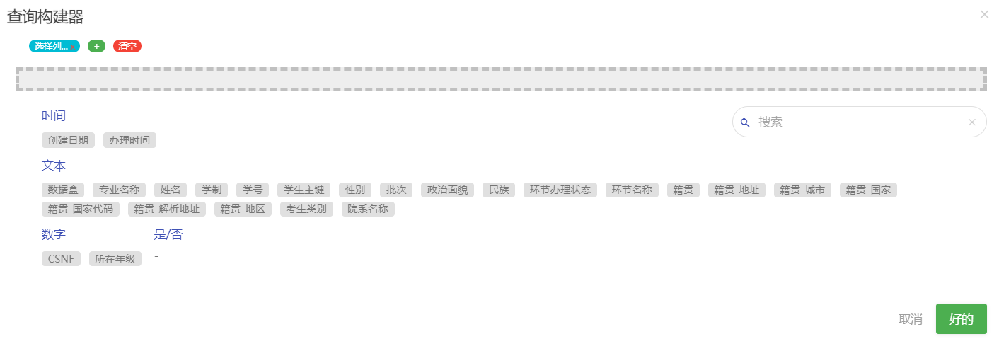 查询构建器 ×
选择列... x + 清空
时间
搜索 ×
创建日期 办理时间
文本
数据盒 专业名称 姓名 学制 学号 学生主键 性别 批次 政治面貌 民族 环节办理状态 环节名称 籍贯 籍贯-地址 籍贯-城市 籍贯-国家
籍贯-国家代码 籍贯-解析地址 籍贯-地区 考生类别 院系名称
数字 是/否
CSNF 所在年级 -
取消 好的